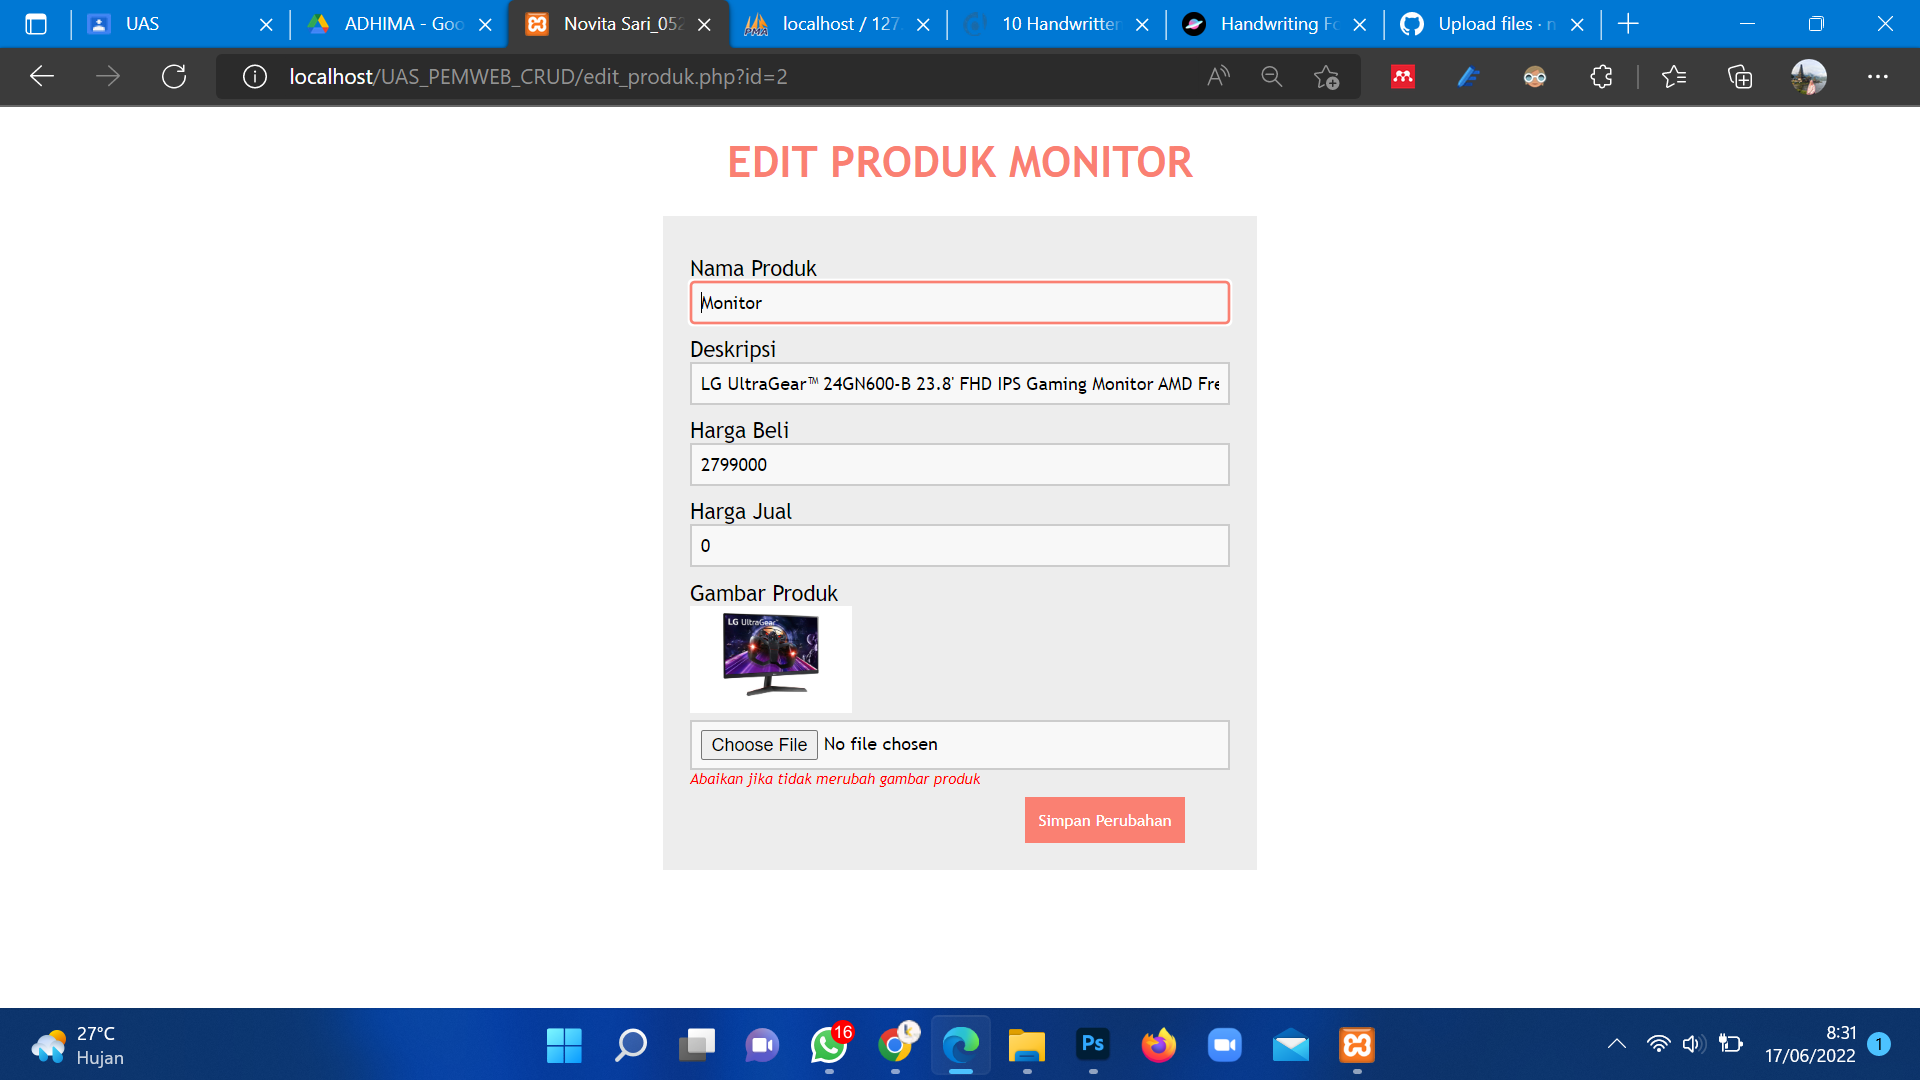 UAS
ADHIMA - Goo
Novita Sari_052
localhost / 127.
10 Handwritten
Handwriting Fo
Upload files · n
localhost/UAS_PEMWEB_CRUD/edit_produk.php?id=2
EDIT PRODUK MONITOR
Nama Produk
Monitor
Deskripsi
LG UltraGear™ 24GN600-B 23.8' FHD IPS Gaming Monitor AMD Fre
Harga Beli
2799000
Harga Jual
0
Gambar Produk
LG UltraGear
Choose File No file chosen
Abaikan jika tidak merubah gambar produk
Simpan Perubahan
27°C
Hujan
16
Ps
8:31
17/06/2022
1